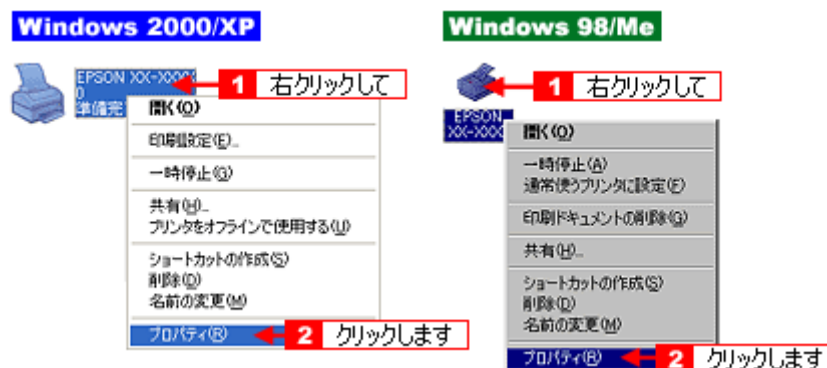 Windows 2000/XP
EPSON XX-XXXX
0
準備完
1 右クリックして
開く(O)
印刷設定(E)...
一時停止(G)
共有(H)...
プリンタをオフラインで使用する(U)
ショートカットの作成(S)
削除(D)
名前の変更(M)
プロパティ(R)
2 クリックします
Windows 98/Me
1 右クリックして
EPSON
XX-XXXX
開く(O)
一時停止(A)
通常使うプリンタに設定(F)
印刷ドキュメントの削除(G)
共有(H)...
ショートカットの作成(S)
削除(D)
名前の変更(M)
プロパティ(R)
2 クリックします